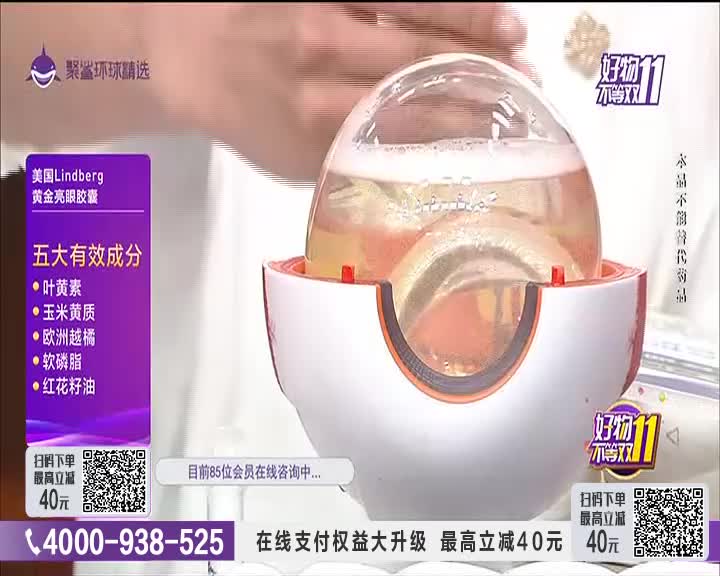 聚鲨环球精选
好物11
不等双
美国Lindberg
黄金亮眼胶囊
五大有效成分
叶黄素
玉米黄质
欧洲越橘
软磷脂
红花籽油
本品不能替代药品
好物11
不等双
扫码下单
最高立减
40元
目前85位会员在线咨询中...
扫码下单
最高立减
40元
4000-938-525
在线支付权益大升级 最高立减40元